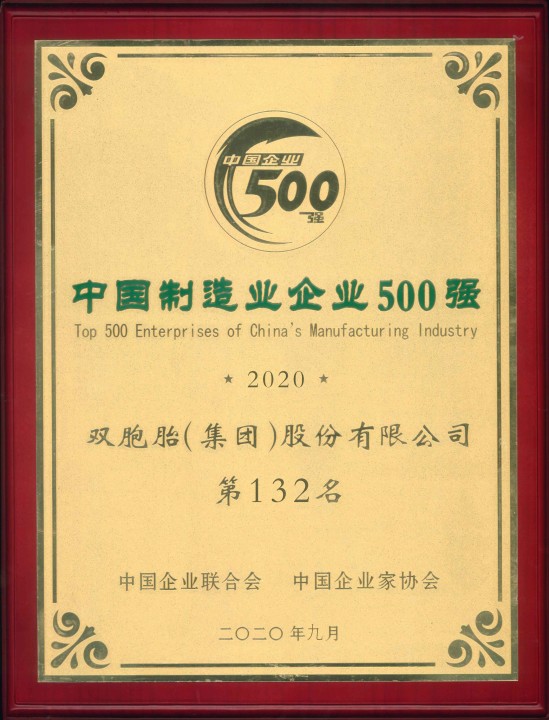 中国企业
500
强
中国制造业企业500强
Top 500 Enterprises of China's Manufacturing Industry
★ 2020 ★
双胞胎(集团)股份有限公司
第132名
中国企业联合会 中国企业家协会
二〇二〇年九月